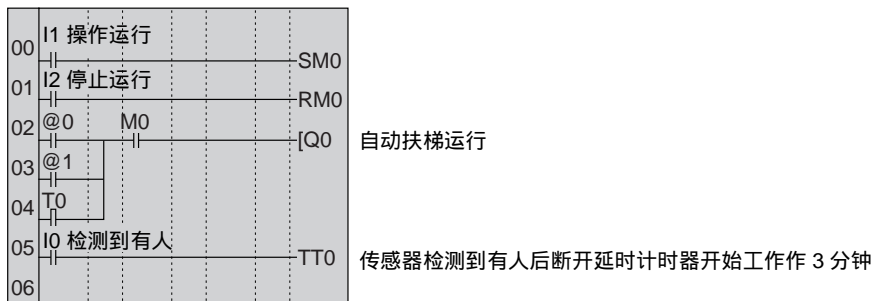 00 I1 操作运行 SM0
01 I2 停止运行 RM0
02 @0 M0 [Q0 自动扶梯运行
03 @1
04 T0
05 I0 检测到有人 TT0 传感器检测到有人后断开延时计时器开始工作作 3 分钟
06